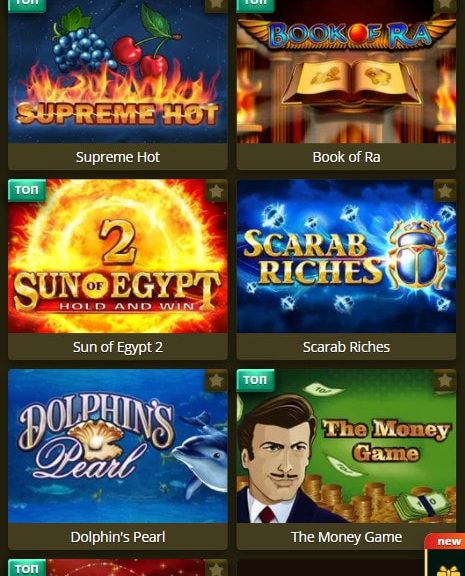 ТОП
ТОП
SUPREME HOT
BOOK OF RA
Supreme Hot
Book of Ra
ТОП
2
SUN OF EGYPT
HOLD AND WIN
SCARAB
RICHES
Sun of Egypt 2
Scarab Riches
ТОП
DOLPHIN'S
Pearl
The Money
Game
ТОП
Dolphin's Pearl
The Money Game
new
ТОП